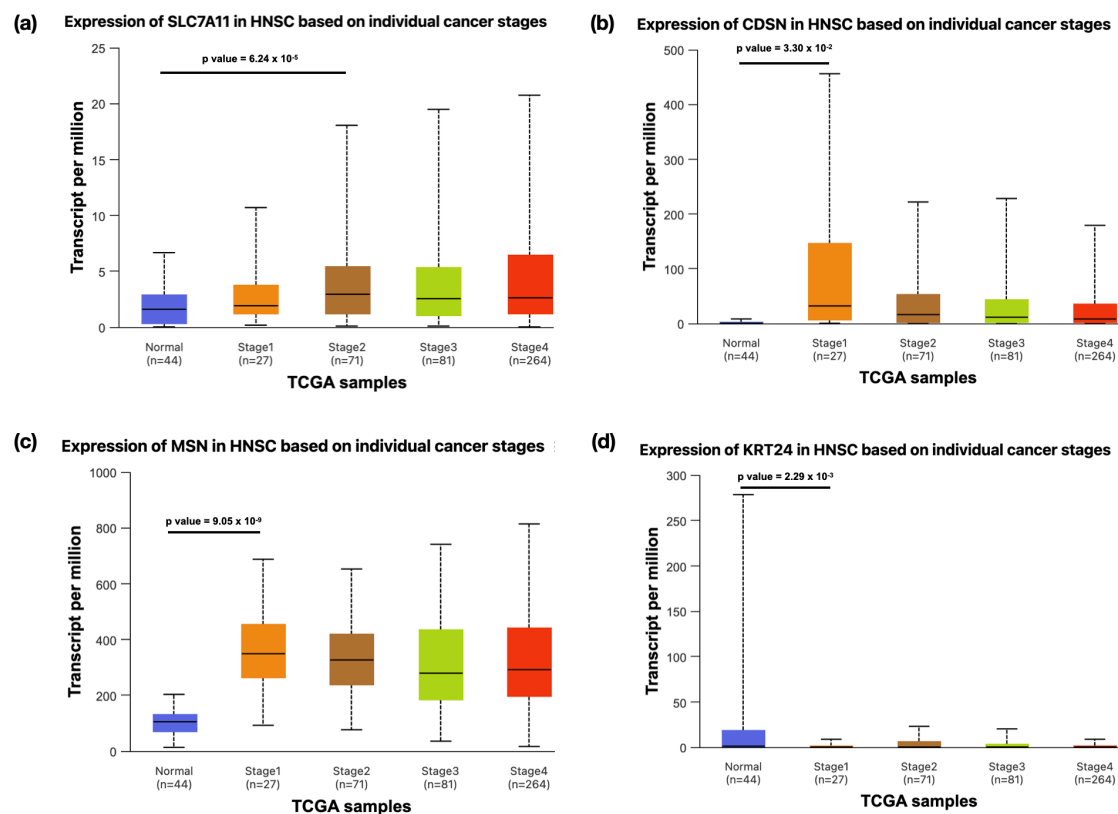 (a)
Expression of SLC7A11 in HNSC based on individual cancer stages
p value = 6.24 x 10-5
25
20
15
10
5
0
Transcript per million
Normal
(n=44)
Stage1
(n=27)
Stage2
(n=71)
Stage3
(n=81)
Stage4
(n=264)
TCGA samples
(b)
Expression of CDSN in HNSC based on individual cancer stages
p value = 3.30 x 10-2
500
400
300
200
100
0
Transcript per million
Normal
(n=44)
Stage1
(n=27)
Stage2
(n=71)
Stage3
(n=81)
Stage4
(n=264)
TCGA samples
(c)
Expression of MSN in HNSC based on individual cancer stages
p value = 9.05 x 10-9
1000
800
600
400
200
0
Transcript per million
Normal
(n=44)
Stage1
(n=27)
Stage2
(n=71)
Stage3
(n=81)
Stage4
(n=264)
TCGA samples
(d)
Expression of KRT24 in HNSC based on individual cancer stages
p value = 2.29 x 10-3
300
250
200
150
100
50
0
Transcript per million
Normal
(n=44)
Stage1
(n=27)
Stage2
(n=71)
Stage3
(n=81)
Stage4
(n=264)
TCGA samples